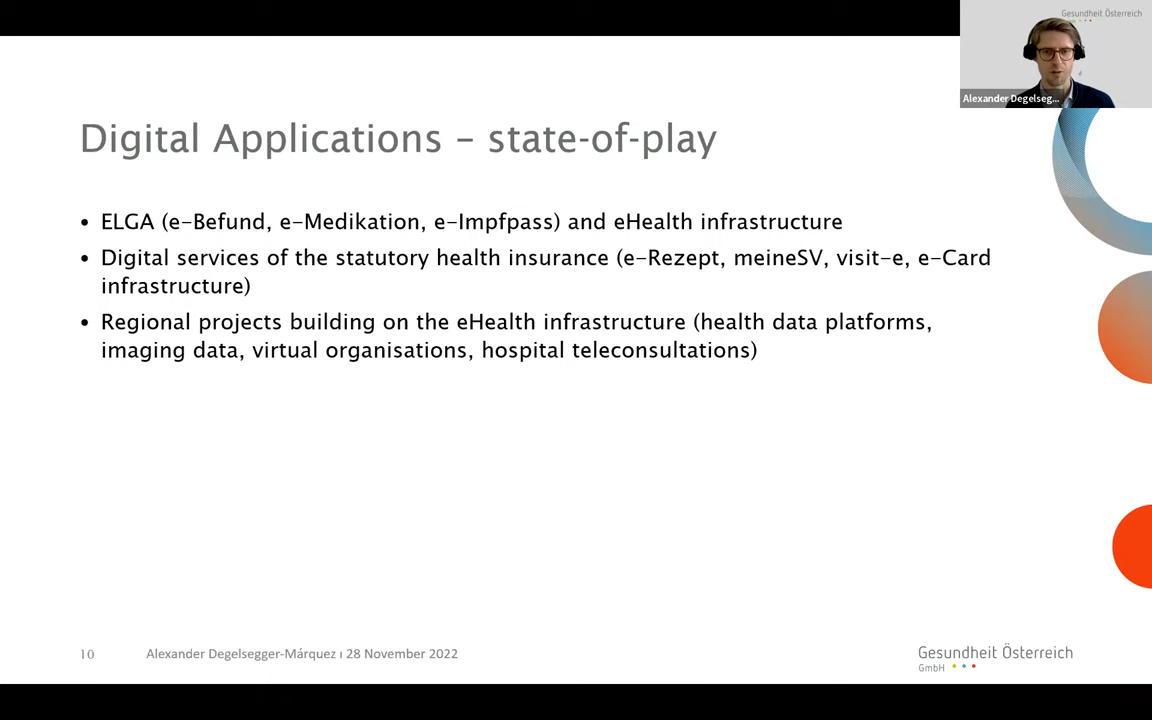 Gesundheit Österreich
Alexander Degelseg...
Digital Applications – state-of-play
• ELGA (e-Befund, e-Medikation, e-Impfpass) and eHealth infrastructure
• Digital services of the statutory health insurance (e-Rezept, meineSV, visit-e, e-Card
infrastructure)
• Regional projects building on the eHealth infrastructure (health data platforms,
imaging data, virtual organisations, hospital teleconsultations)
10
Alexander Degelsegger-Márquez ı 28 November 2022
Gesundheit Österreich
GmbH